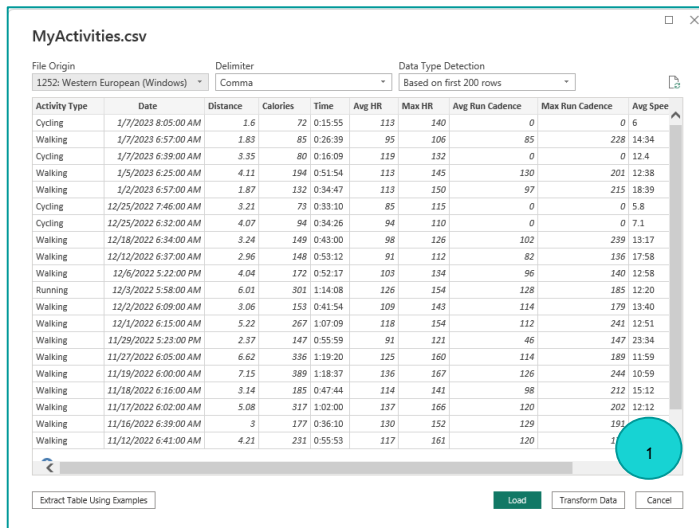 MyActivities.csv
File Origin Delimiter Data Type Detection
1252: Western European (Windows) Comma Based on first 200 rows
Activity Type Date Distance Calories Time Avg HR Max HR Avg Run Cadence Max Run Cadence Avg Spee
Cycling 1/7/2023 8:05:00 AM 1.6 72 0:15:55 113 140 0 0 6
Walking 1/7/2023 6:57:00 AM 1.83 85 0:26:39 95 106 85 228 14:34
Cycling 1/7/2023 6:39:00 AM 3.35 80 0:16:09 119 132 0 0 12.4
Walking 1/5/2023 6:25:00 AM 4.11 194 0:51:54 113 145 130 201 12:38
Walking 1/2/2023 6:57:00 AM 1.87 132 0:34:47 113 150 97 215 18:39
Cycling 12/25/2022 7:46:00 AM 3.21 73 0:33:10 85 115 0 0 5.8
Cycling 12/25/2022 6:32:00 AM 4.07 94 0:34:26 94 110 0 0 7.1
Walking 12/18/2022 6:34:00 AM 3.24 149 0:43:00 98 126 102 239 13:17
Walking 12/12/2022 6:37:00 AM 2.96 148 0:53:12 91 112 82 136 17:58
Walking 12/6/2022 5:22:00 PM 4.04 172 0:52:17 103 134 96 140 12:58
Running 12/3/2022 5:58:00 AM 6.01 301 1:14:08 126 154 128 185 12:20
Walking 12/2/2022 6:09:00 AM 3.06 153 0:41:54 109 143 114 179 13:40
Walking 12/1/2022 6:15:00 AM 5.22 267 1:07:09 118 154 112 241 12:51
Walking 11/29/2022 5:23:00 PM 2.37 147 0:55:59 91 121 46 147 23:34
Walking 11/27/2022 6:05:00 AM 6.62 336 1:19:20 125 160 114 189 11:59
Walking 11/19/2022 6:00:00 AM 7.15 389 1:18:37 136 167 126 244 10:59
Walking 11/18/2022 6:16:00 AM 3.14 185 0:47:44 114 141 98 212 15:12
Walking 11/17/2022 6:02:00 AM 5.08 317 1:02:00 137 166 120 202 12:12
Walking 11/16/2022 6:39:00 AM 3 177 0:36:10 130 152 129 191
Walking 11/12/2022 6:41:00 AM 4.21 231 0:55:53 117 161 120
1
Extract Table Using Examples Load Transform Data Cancel